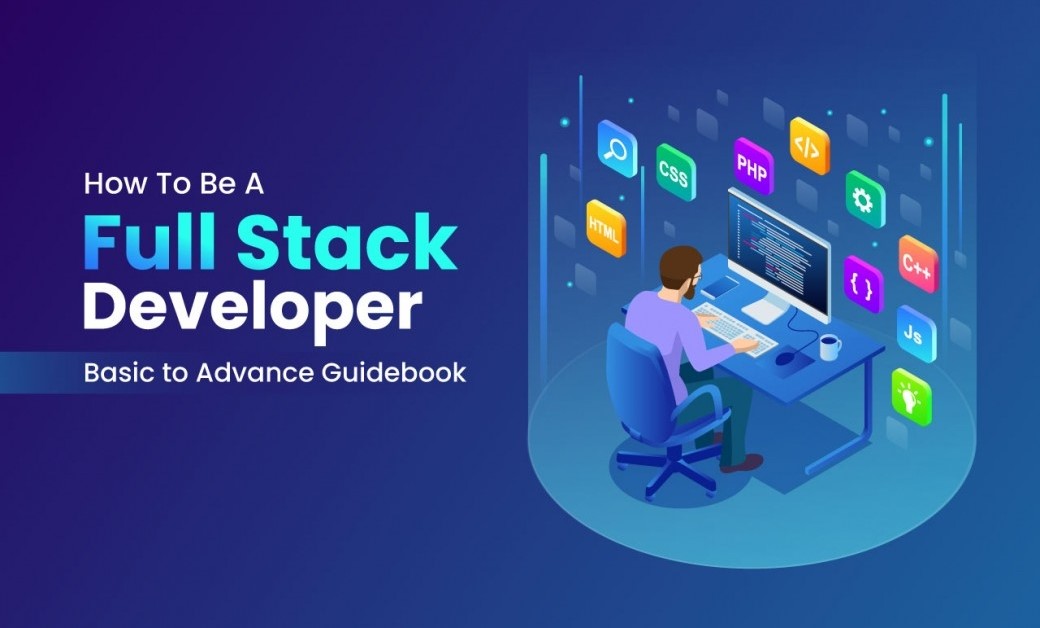 How To Be A
Full Stack
Developer
Basic to Advance Guidebook
CSS
PHP
</>
HTML
C++
{ }
Js